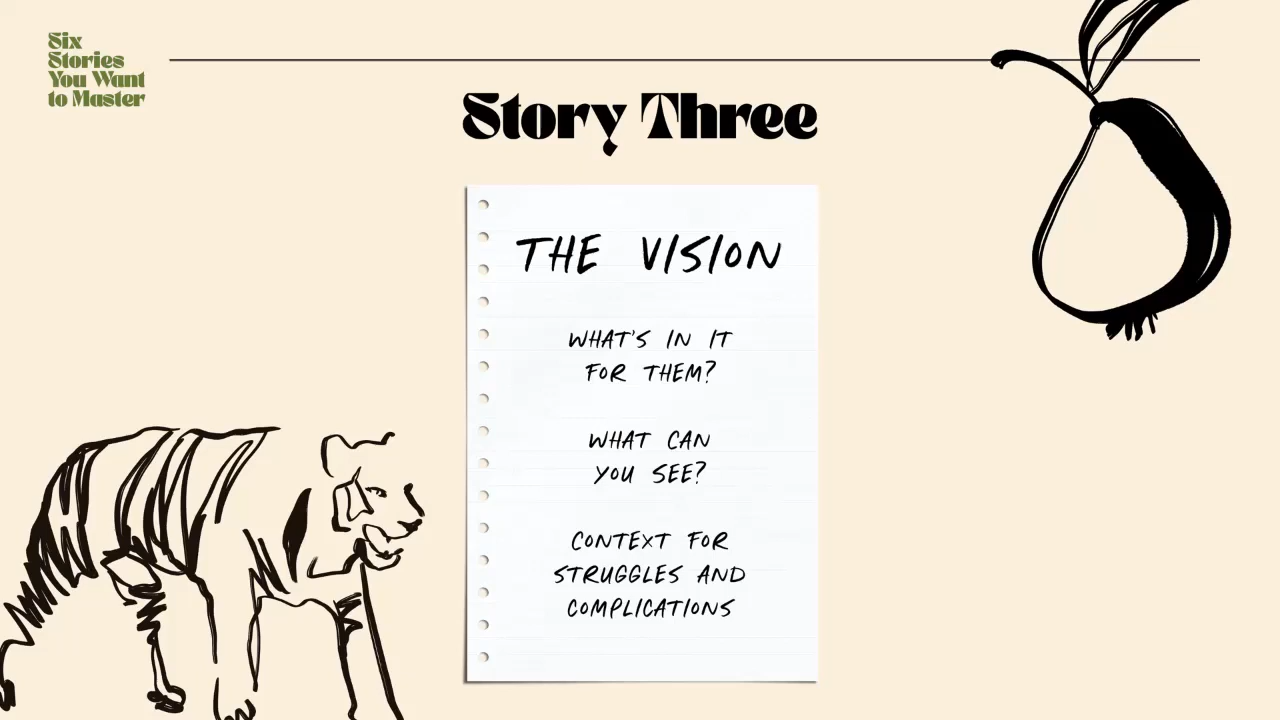 Six
Stories
You Want
to Master
Story Three
THE VISION
WHAT'S IN IT
FOR THEM?
WHAT CAN
YOU SEE?
CONTEXT FOR
STRUGGLES AND
COMPLICATIONS